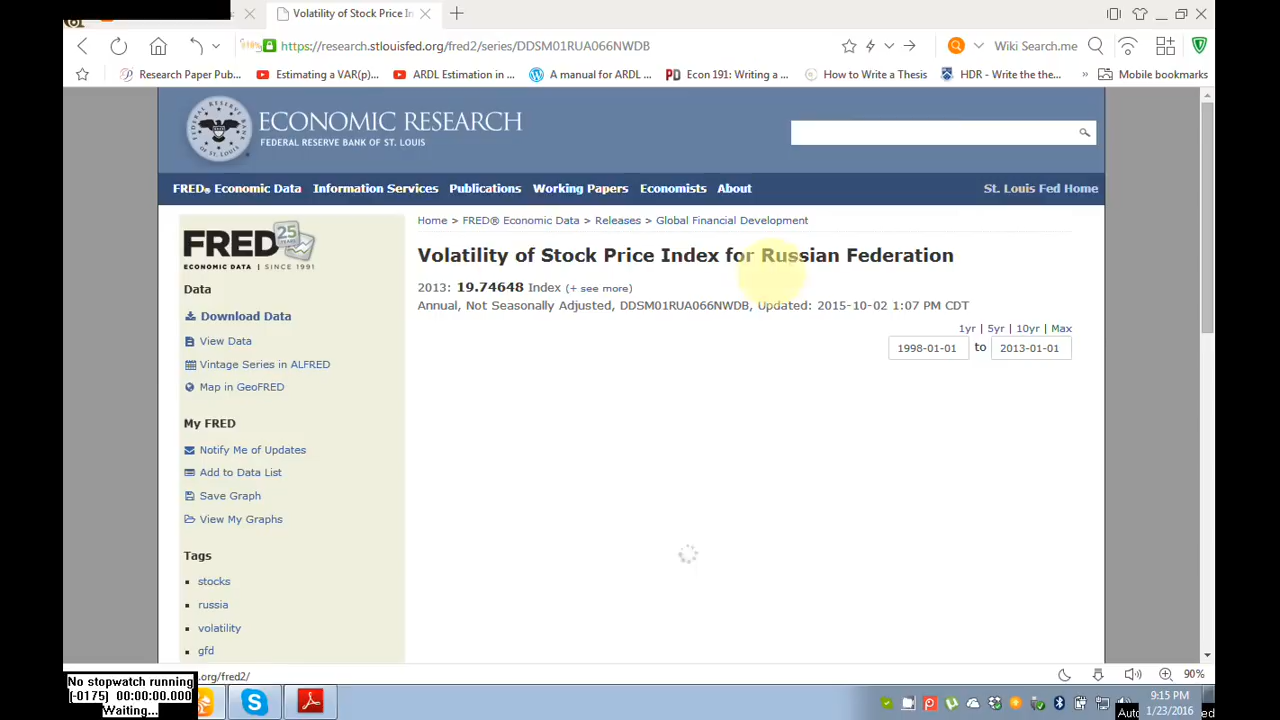 Volatility of Stock Price In
https://research.stlouisfed.org/fred2/series/DDSM01RUA066NWDB
Wiki Search.me
Research Paper Pub...
Estimating a VAR(p)...
ARDL Estimation in ...
A manual for ARDL ...
PD Econ 191: Writing a ...
How to Write a Thesis
HDR - Write the the...
»
Mobile bookmarks
ECONOMIC RESEARCH
FEDERAL RESERVE BANK OF ST. LOUIS
FRED® Economic Data
Information Services
Publications
Working Papers
Economists
About
St. Louis Fed Home
FRED 25 YEARS
ECONOMIC DATA | SINCE 1991
Data
Download Data
View Data
Vintage Series in ALFRED
Map in GeoFRED
My FRED
Notify Me of Updates
Add to Data List
Save Graph
View My Graphs
Tags
stocks
russia
volatility
gfd
Home > FRED® Economic Data > Releases > Global Financial Development
Volatility of Stock Price Index for Russian Federation
2013: 19.74648 Index (+ see more)
Annual, Not Seasonally Adjusted, DDSM01RUA066NWDB, Updated: 2015-10-02 1:07 PM CDT
1yr | 5yr | 10yr | Max
1998-01-01 to 2013-01-01
.org/fred2/
90%
No stopwatch running
(-0175) 00:00:00.000
Waiting...
9:15 PM
1/23/2016